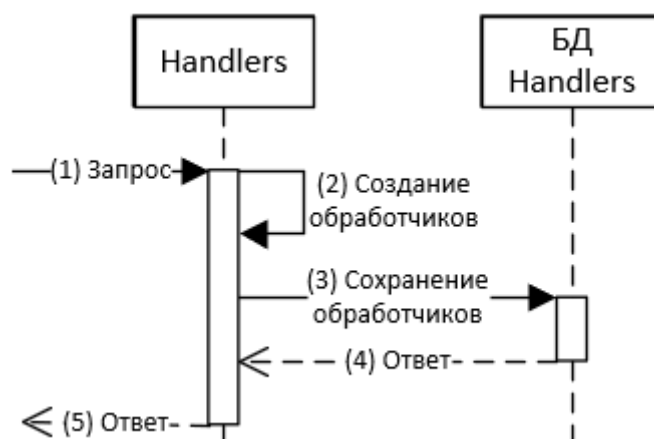 Handlers
БД
Handlers
(1) Запрос
(2) Создание
обработчиков
(3) Сохранение
обработчиков
(4) Ответ
(5) Ответ